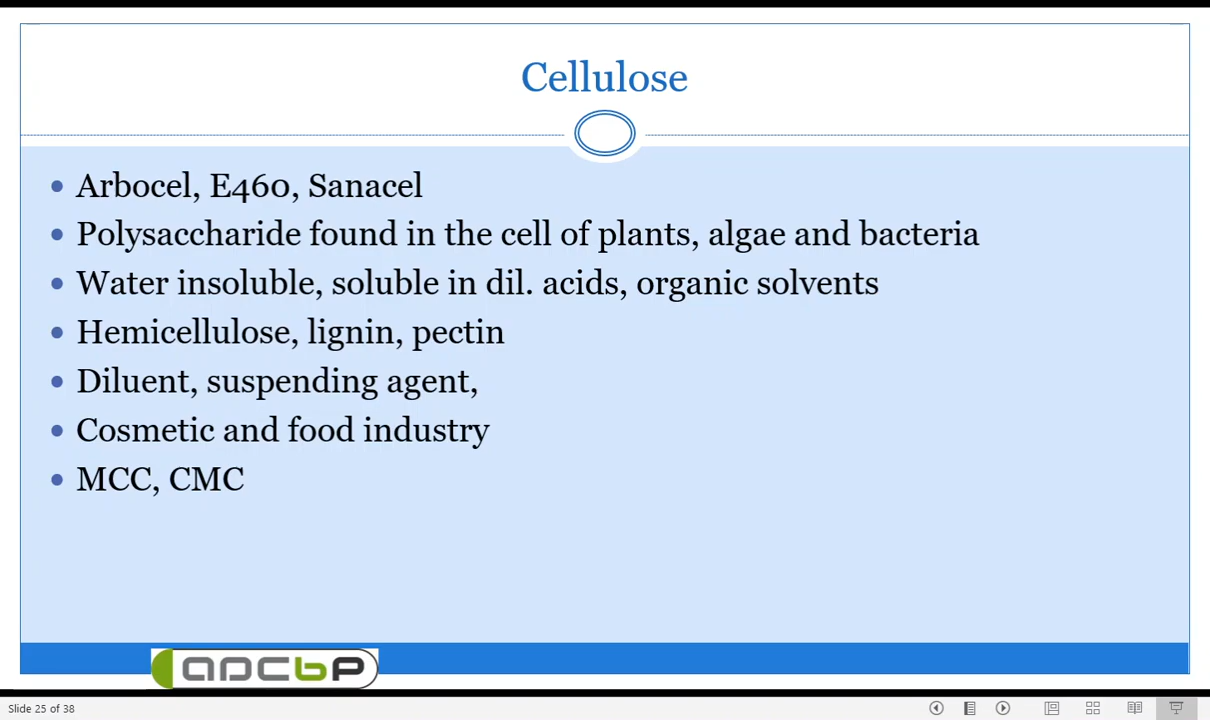 Cellulose
Arbocel, E460, Sanacel
Polysaccharide found in the cell of plants, algae and bacteria
Water insoluble, soluble in dil. acids, organic solvents
Hemicellulose, lignin, pectin
Diluent, suspending agent,
Cosmetic and food industry
MCC, CMC
ADCbP
Slide 25 of 38